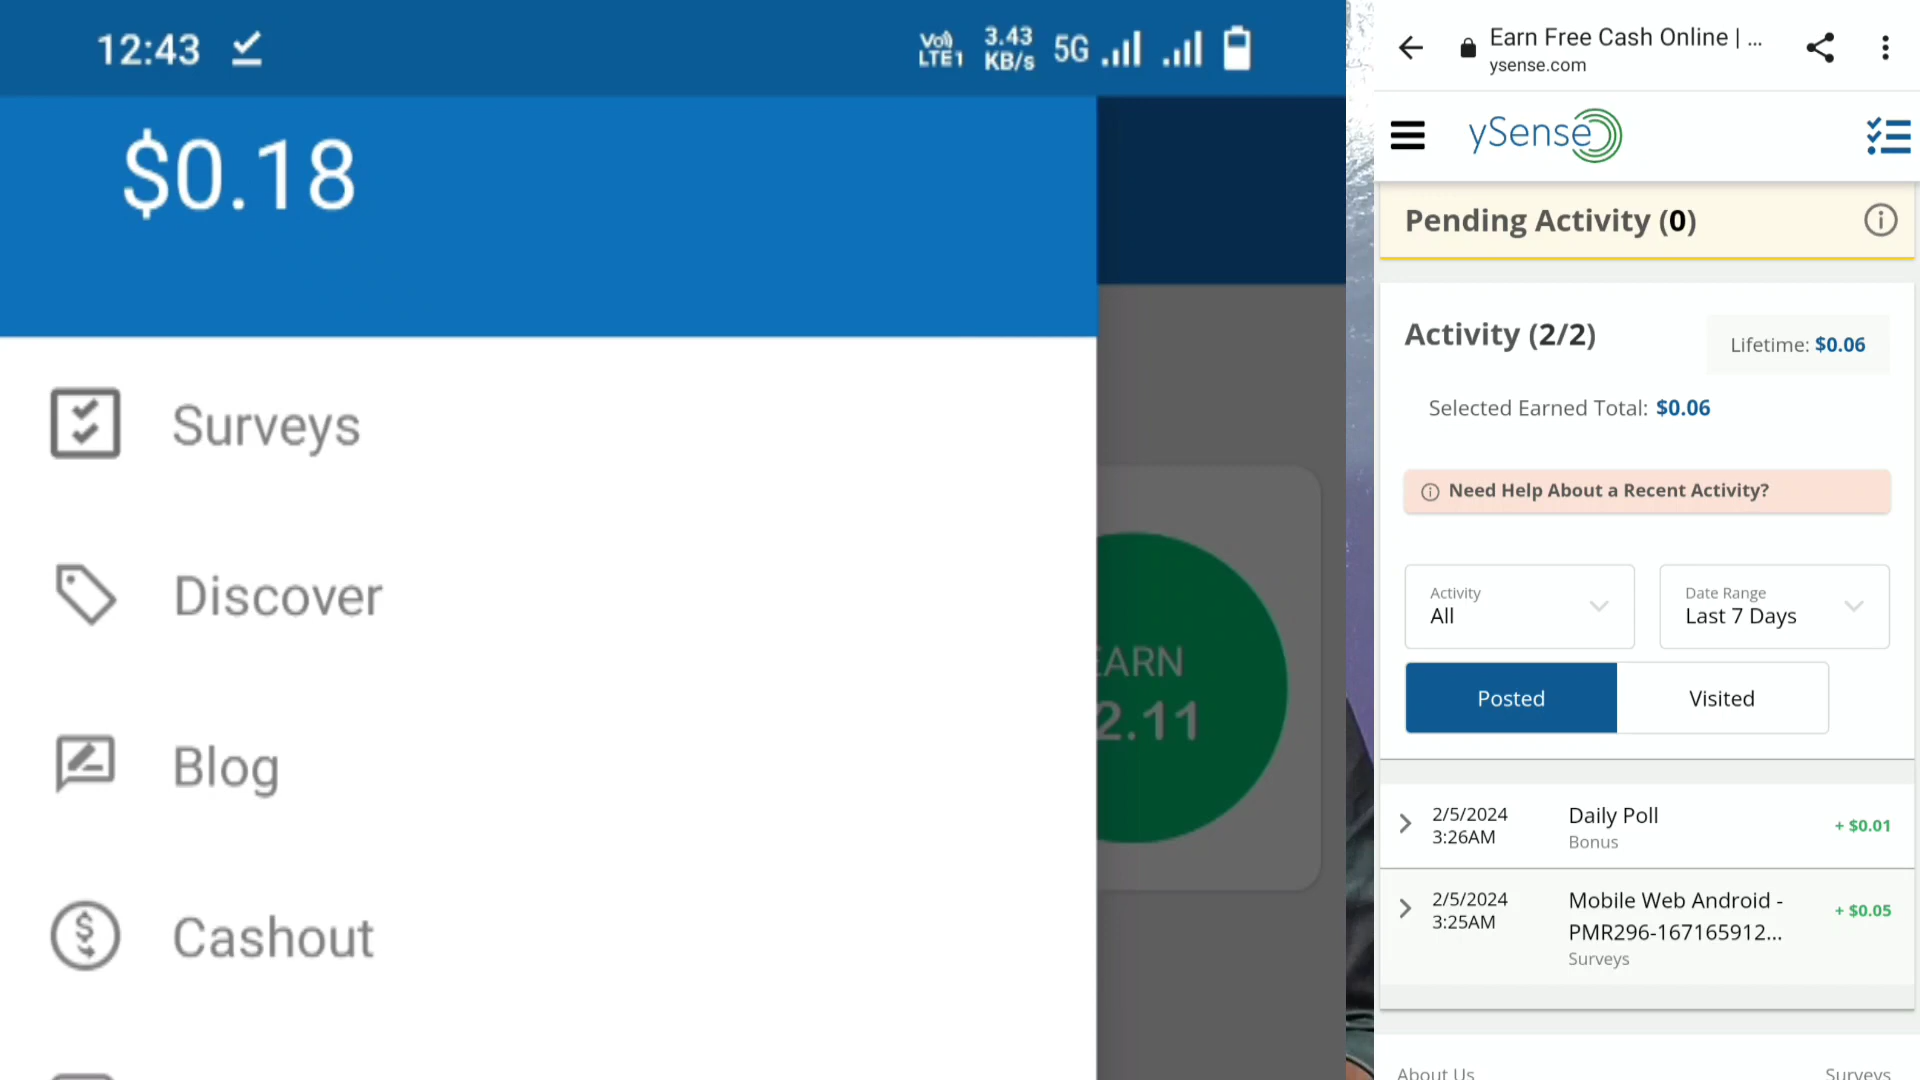 12:43
Vo) LTE1
3.43 KB/s
5G
$0.18
Surveys
Discover
Blog
Cashout
EARN
2.11
Earn Free Cash Online | ...
ysense.com
ySense
Pending Activity (0)
Activity (2/2)
Lifetime: $0.06
Selected Earned Total: $0.06
Need Help About a Recent Activity?
Activity
All
Date Range
Last 7 Days
Posted
Visited
2/5/2024
3:26AM
Daily Poll
Bonus
+ $0.01
2/5/2024
3:25AM
Mobile Web Android -
PMR296-167165912...
Surveys
+ $0.05
About Us
Surveys